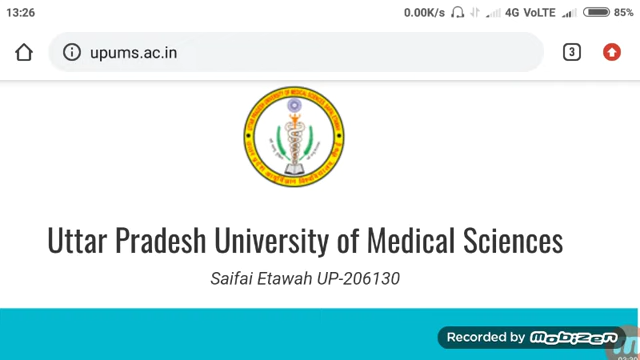 13:26 0.00K/s 4G VoLTE 85%
upums.ac.in 3
Uttar Pradesh University of Medical Sciences
Saifai Etawah UP-206130
Recorded by MOBIZEN